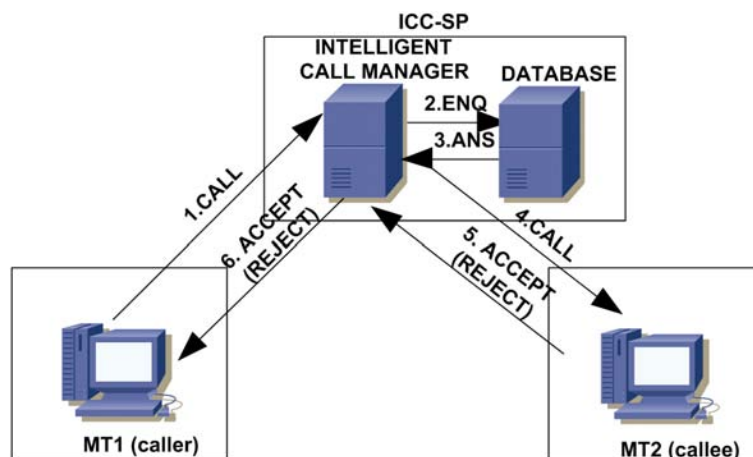 ICC-SP
INTELLIGENT
CALL MANAGER
DATABASE
2.ENQ
3.ANS
1.CALL
6. ACCEPT
(REJECT)
4.CALL
5. ACCEPT
(REJECT)
MT1 (caller)
MT2 (callee)